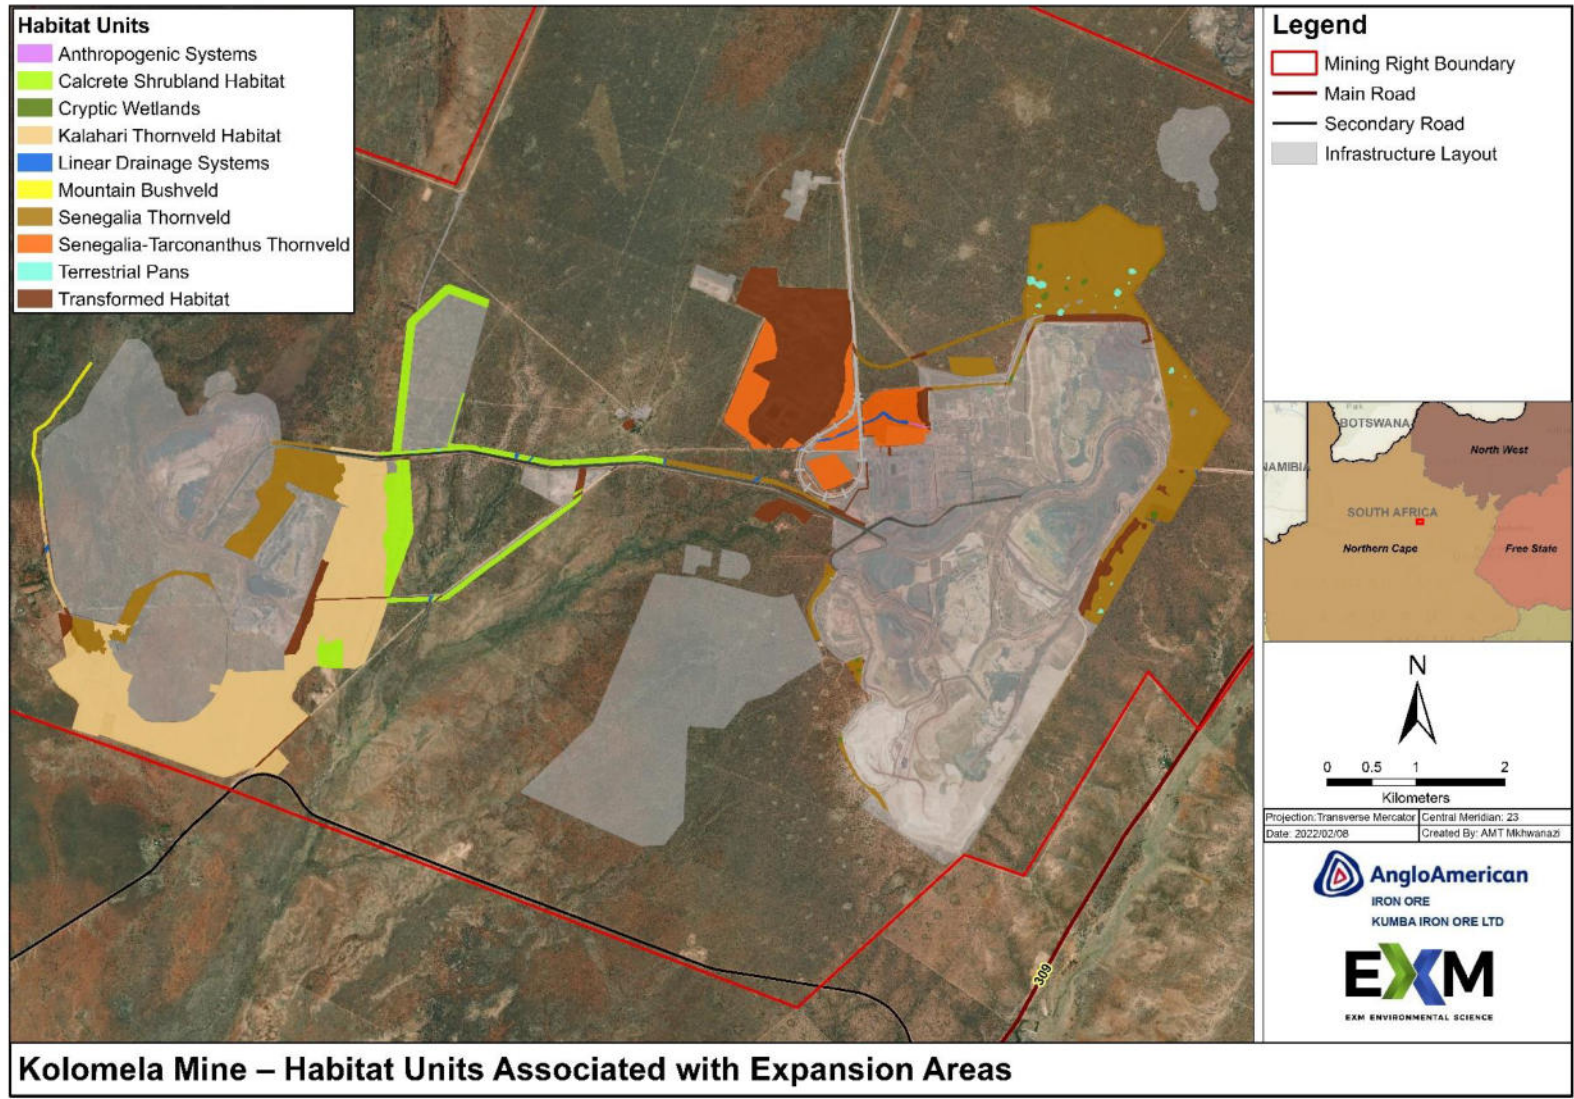 Habitat Units
Anthropogenic Systems
Calcrete Shrubland Habitat
Cryptic Wetlands
Kalahari Thornveld Habitat
Linear Drainage Systems
Mountain Bushveld
Senegalia Thornveld
Senegalia-Tarconanthus Thornveld
Terrestrial Pans
Transformed Habitat
309
Legend
Mining Right Boundary
Main Road
Secondary Road
Infrastructure Layout
BOTSWANA
NAMIBIA
North West
SOUTH AFRICA
Northern Cape
Free State
N
0 0.5 1 2
Kilometers
Projection: Transverse Mercator Central Meridian: 23
Date: 2022/02/08 Created By: AMT Mkhwanazi
AngloAmerican
IRON ORE
KUMBA IRON ORE LTD
EXM
EXM ENVIRONMENTAL SCIENCE
Kolomela Mine – Habitat Units Associated with Expansion Areas